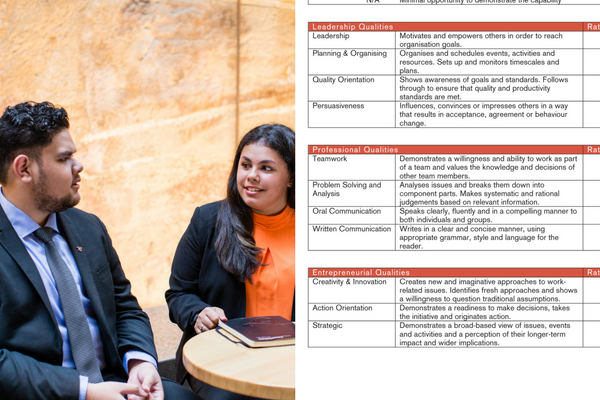 N/A Minimal opportunity to demonstrate the capability
Leadership Qualities Rat
Leadership Motivates and empowers others in order to reach
organisation goals.
Planning & Organising Organises and schedules events, activities and
resources. Sets up and monitors timescales and
plans.
Quality Orientation Shows awareness of goals and standards. Follows
through to ensure that quality and productivity
standards are met.
Persuasiveness Influences, convinces or impresses others in a way
that results in acceptance, agreement or behaviour
change.
Professional Qualities Rat
Teamwork Demonstrates a willingness and ability to work as part
of a team and values the knowledge and decisions of
other team members.
Problem Solving and Analyses issues and breaks them down into
Analysis component parts. Makes systematic and rational
judgements based on relevant information.
Oral Communication Speaks clearly, fluently and in a compelling manner to
both individuals and groups.
Written Communication Writes in a clear and concise manner, using
appropriate grammar, style and language for the
reader.
Entrepreneurial Qualities Rat
Creativity & Innovation Creates new and imaginative approaches to work-
related issues. Identifies fresh approaches and shows
a willingness to question traditional assumptions.
Action Orientation Demonstrates a readiness to make decisions, takes
the initiative and originates action.
Strategic Demonstrates a broad-based view of issues, events
and activities and a perception of their longer-term
impact and wider implications.